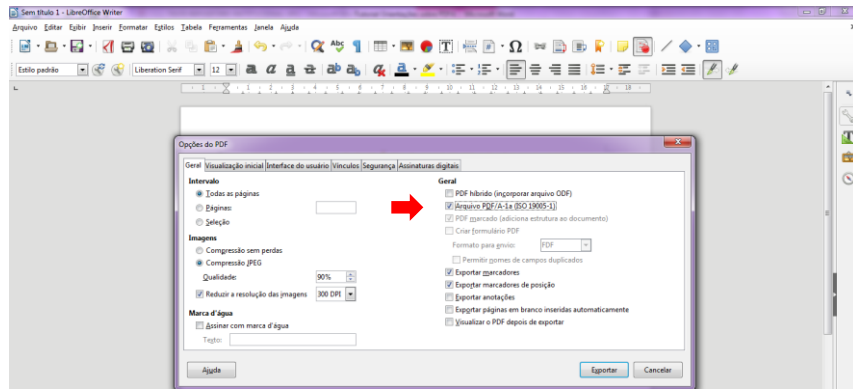 Sem título 1 - LibreOffice Writer
Arquivo Editar Exibir Inserir Formatar Estilos Tabela Ferramentas Janela Ajuda
Estilo padrão Liberation Serif 12
Opções do PDF
Geral Visualização inicial Interface do usuário Vínculos Segurança Assinaturas digitais
Intervalo
Todas as páginas
Páginas:
Seleção
Imagens
Compressão sem perdas
Compressão JPEG
Qualidade: 90%
Reduzir a resolução das imagens 300 DPI
Marca d'água
Assinar com marca d'água
Texto:
Geral
PDF híbrido (incorporar arquivo ODF)
Arquivo PDF/A-1a (ISO 19005-1)
PDF marcado (adiciona estrutura ao documento)
Criar formulário PDF
Formato para envio: FDF
Permitir nomes de campos duplicados
Exportar marcadores
Exportar marcadores de posição
Exportar anotações
Exportar páginas em branco inseridas automaticamente
Visualizar o PDF depois de exportar
Ajuda Exportar Cancelar